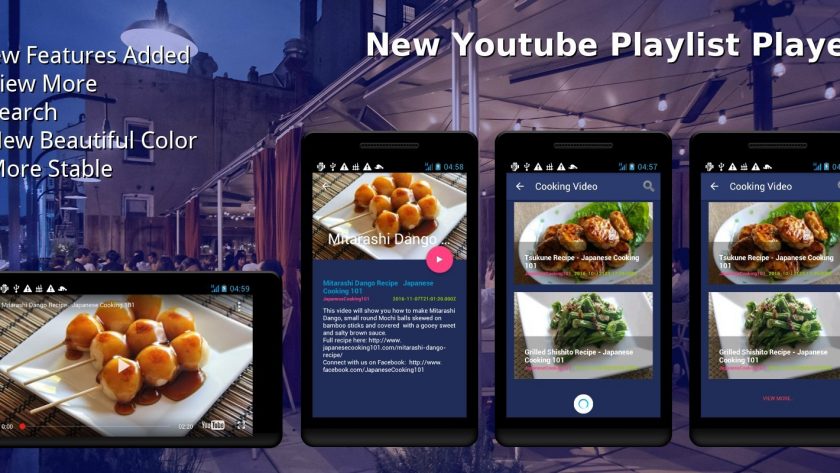 New Youtube Playlist Playe
ew Features Added
iew More
earch
New Beautiful Color
More Stable
04:59
Mitarashi Dango Recipe Japanese Cooking 101
0:00
02:20
YouTube
04:58
Mitarashi Dango ...
Mitarashi Dango Recipe Japanese
Cooking 101
JapaneseCooking101
2016-11-07T21:01:20.000Z
This video will show you how to make Mitarashi
Dango, small round Mochi balls skewed on
bamboo sticks and covered with a gooey sweet
and salty brown sauce.
Full recipe here: http://www.
japanesecooking101.com/mitarashi-dango-
recipe/
Connect with us on Facebook: http://www.
facebook.com/JapaneseCooking101
04:57
Cooking Video
Tsukune Recipe - Japanese Cooking
101
JapaneseCooking101
Grilled Shishito Recipe - Japanese
Cooking 101
JapaneseCooking101
Cooking Video
Tsukune Recipe - Japanese Cooking
101
JapaneseCooking101
Grilled Shishito Recipe - Japanese
Cooking 101
JapaneseCooking101
VIEW MORE